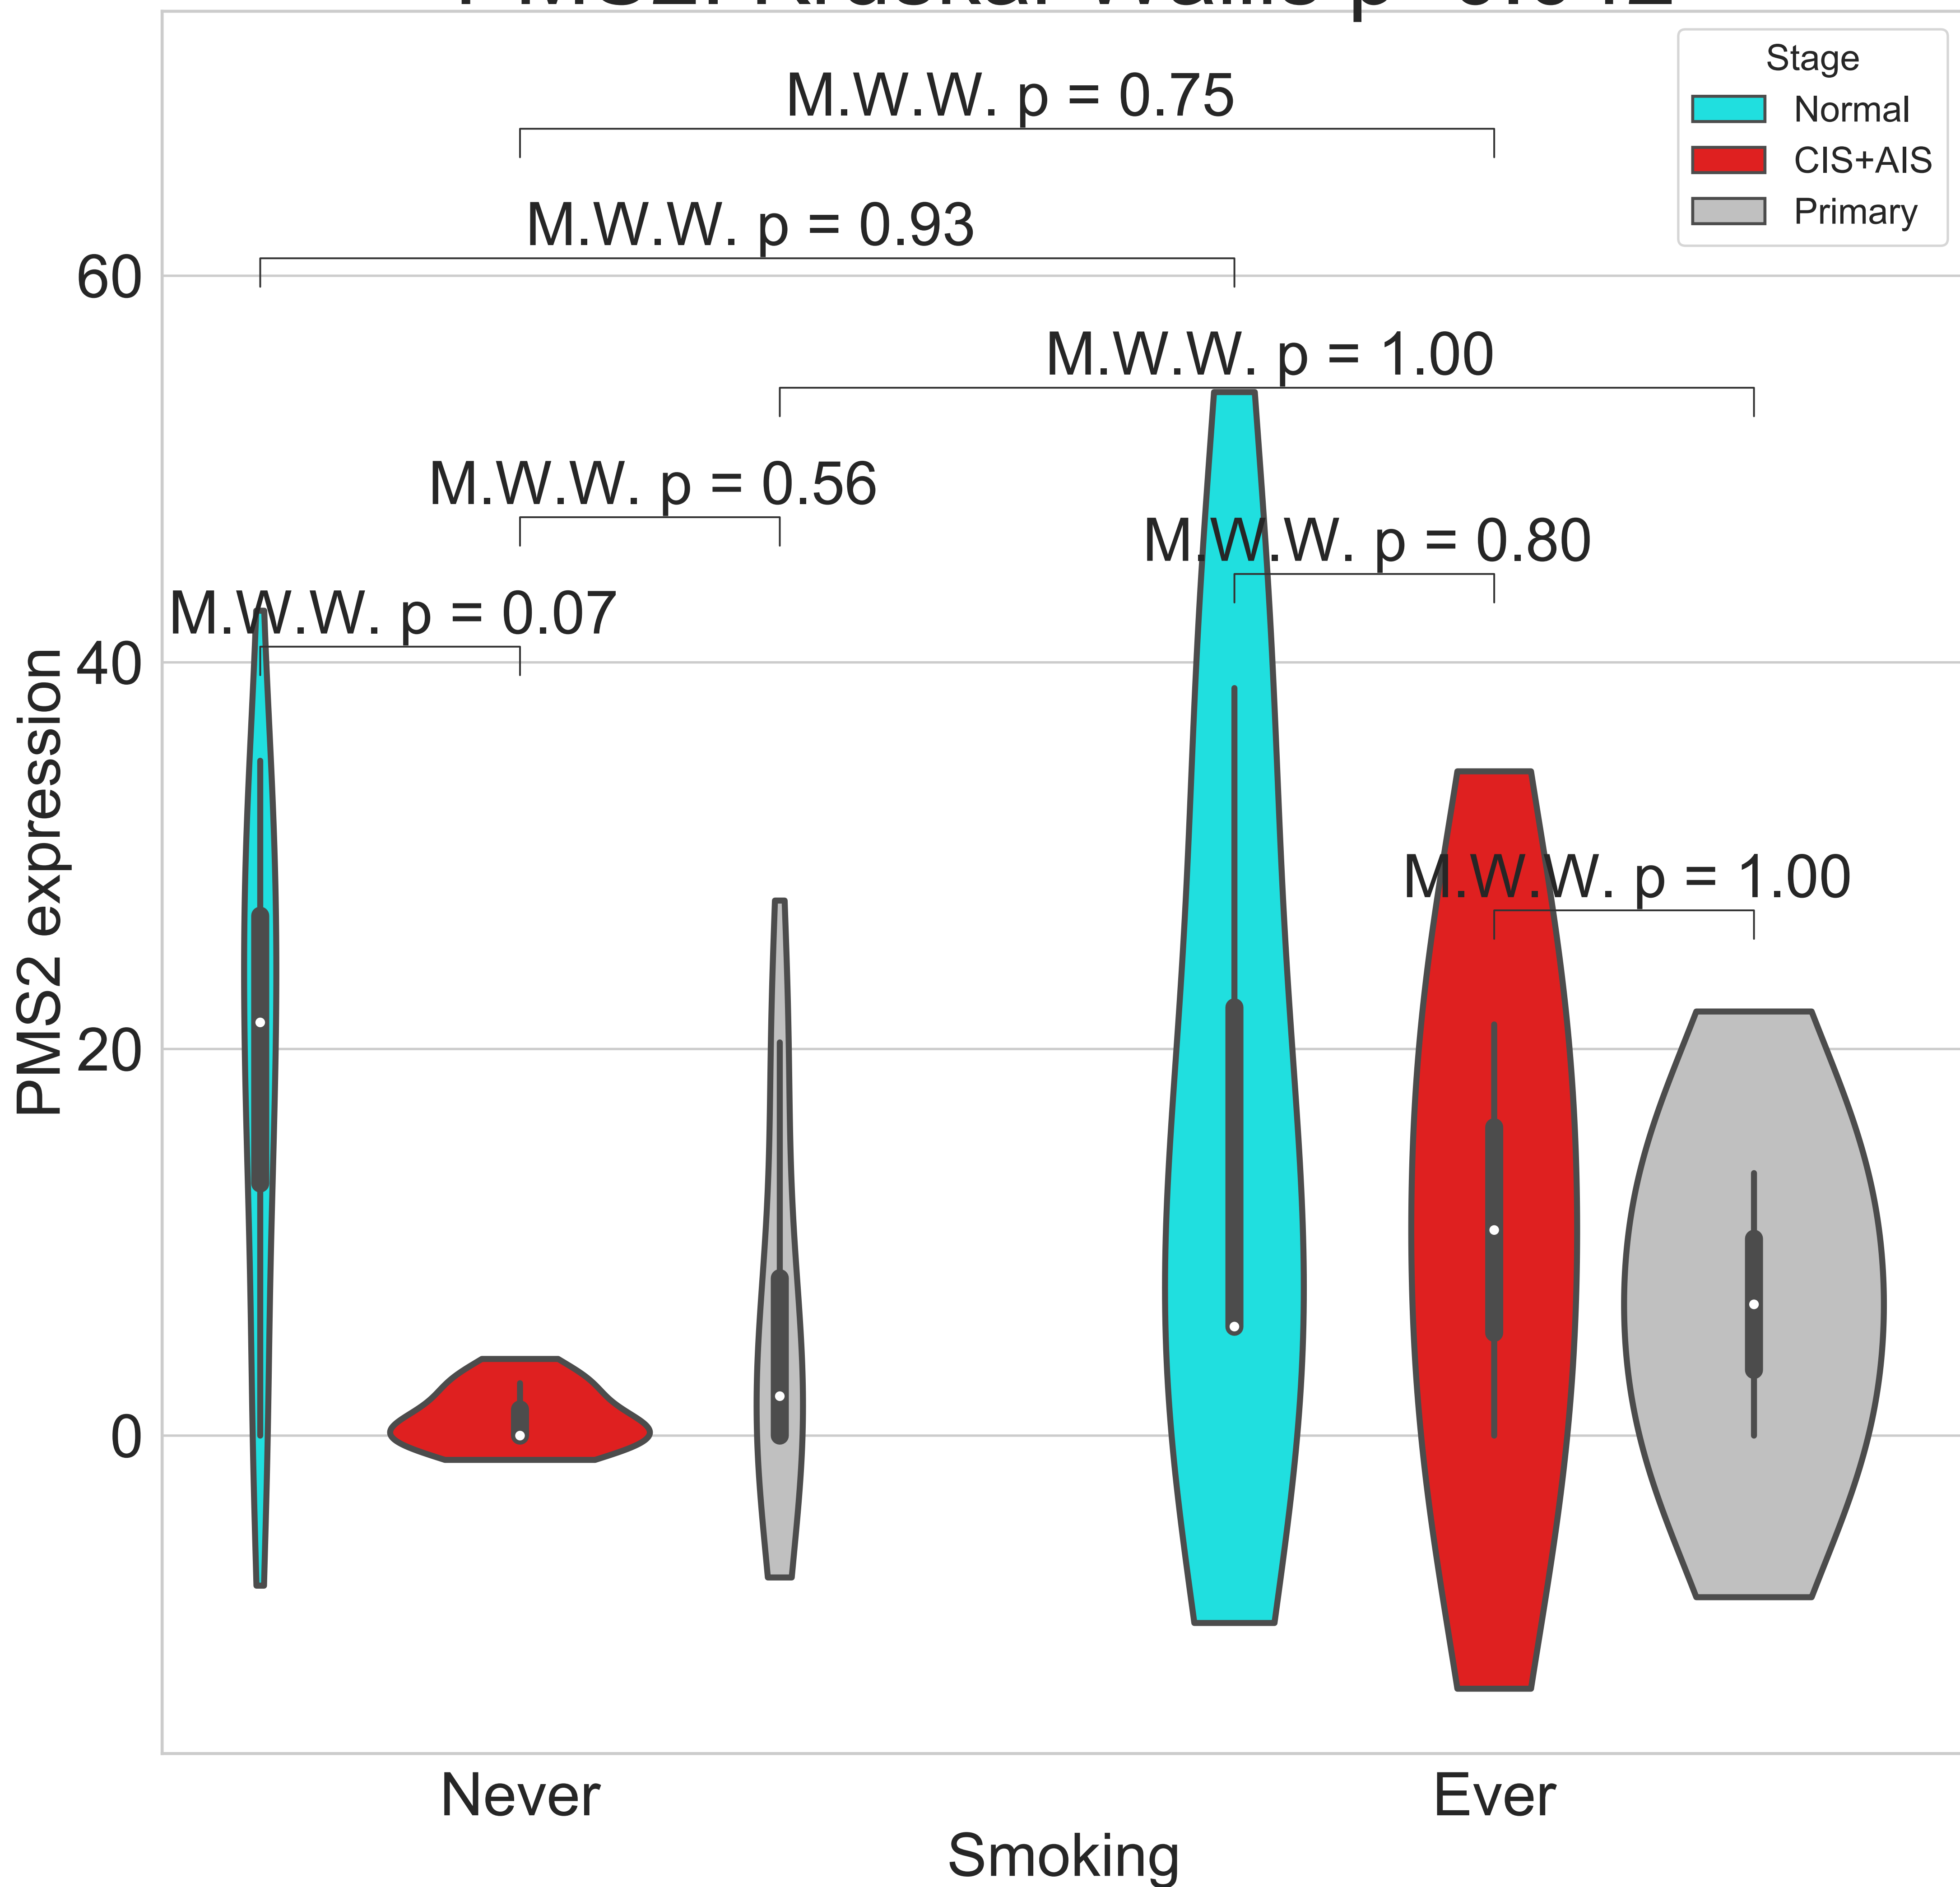 Stage
Normal
CIS+AIS
Primary
M.W.W. p = 0.75
M.W.W. p = 0.93
M.W.W. p = 1.00
M.W.W. p = 0.56
M.W.W. p = 0.80
M.W.W. p = 0.07
M.W.W. p = 1.00
60
40
20
0
PMS2 expression
Never
Ever
Smoking